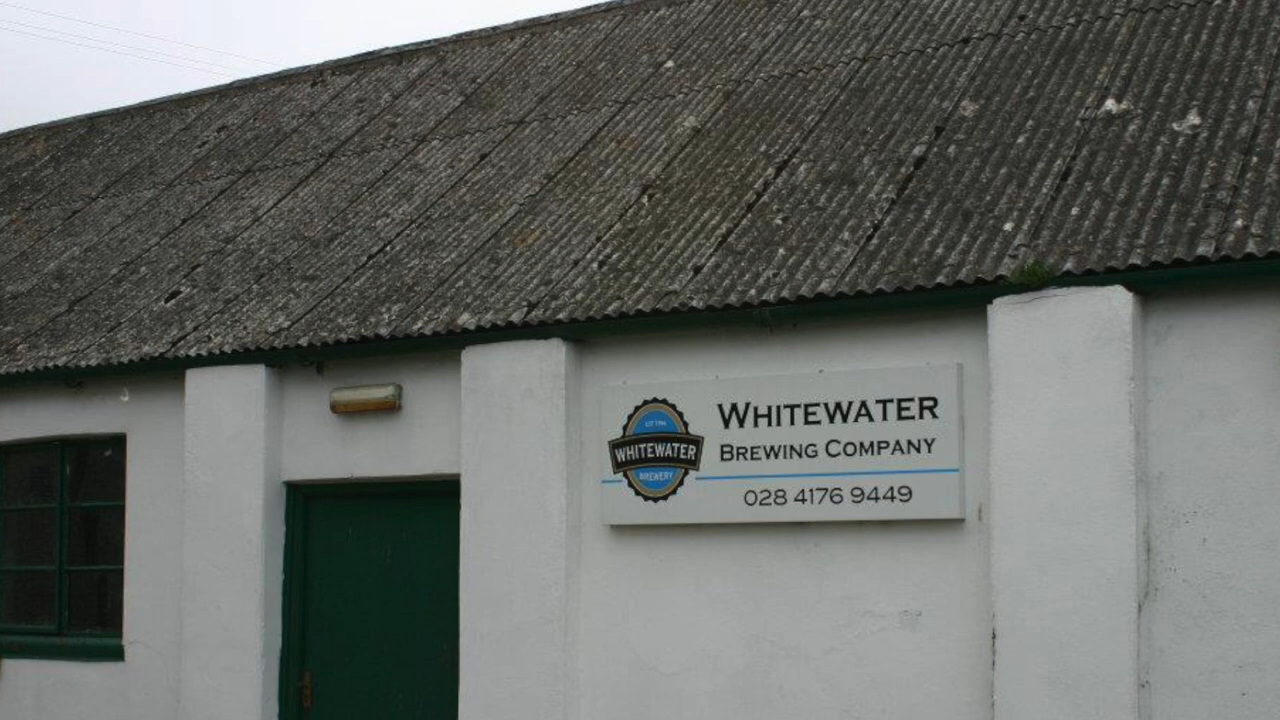 WHITEWATER
BREWING COMPANY
028 4176 9449
EST 1996
WHITEWATER
BREWERY